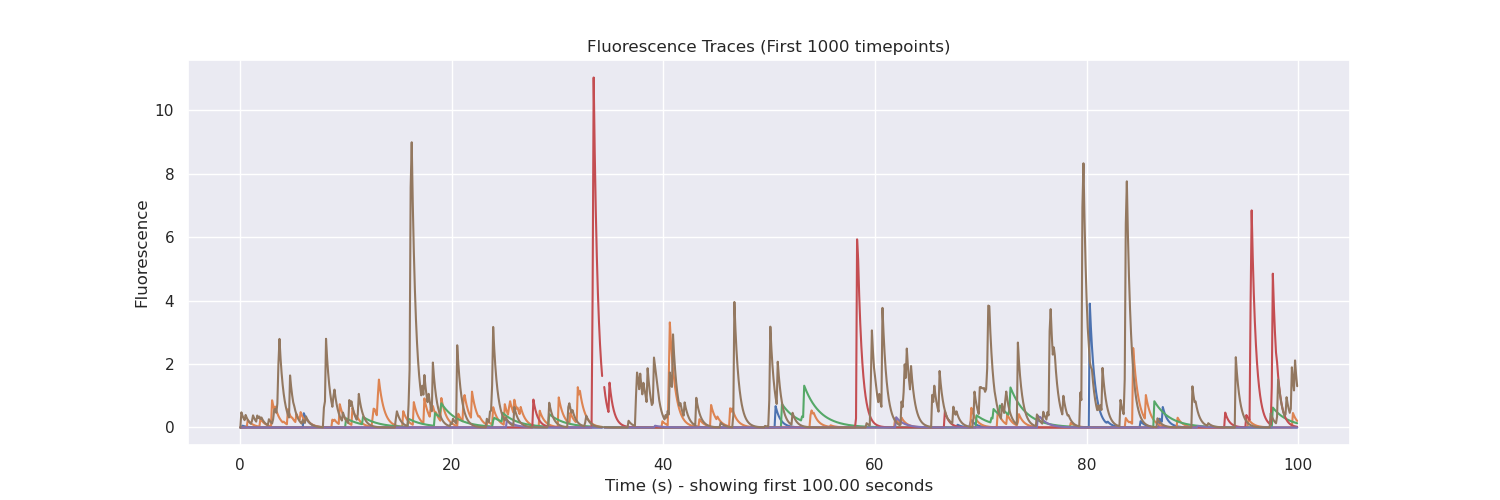 Fluorescence Traces (First 1000 timepoints)
Fluorescence
10
8
6
4
2
0
0 20 40 60 80 100
Time (s) - showing first 100.00 seconds